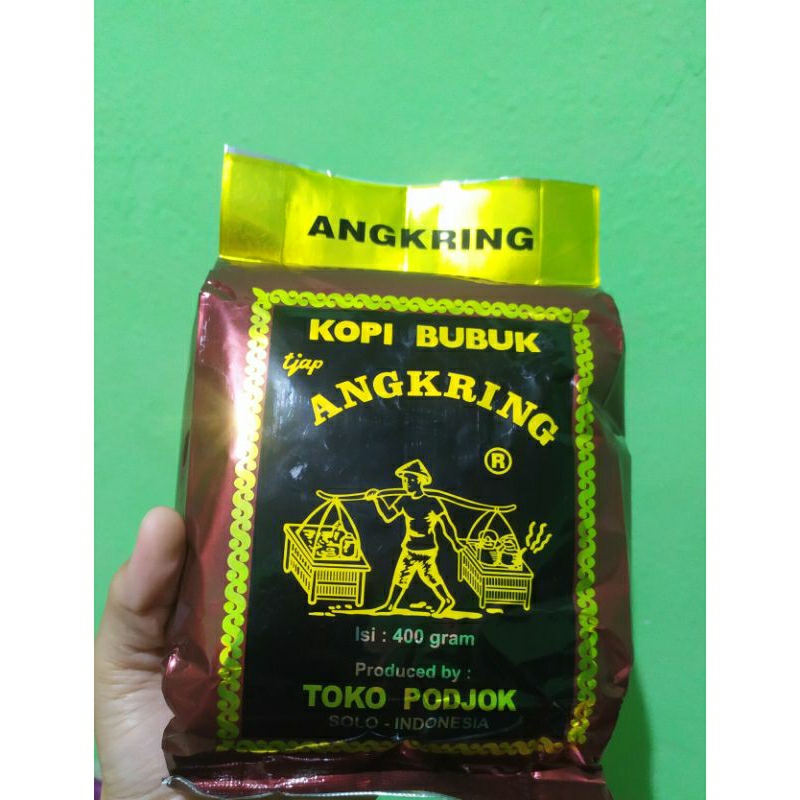 ANGKRING
KOPI BUBUK
tjap
ANGKRING
®
Isi : 400 gram
Produced by :
TOKO PODJOK
SOLO - INDONESIA